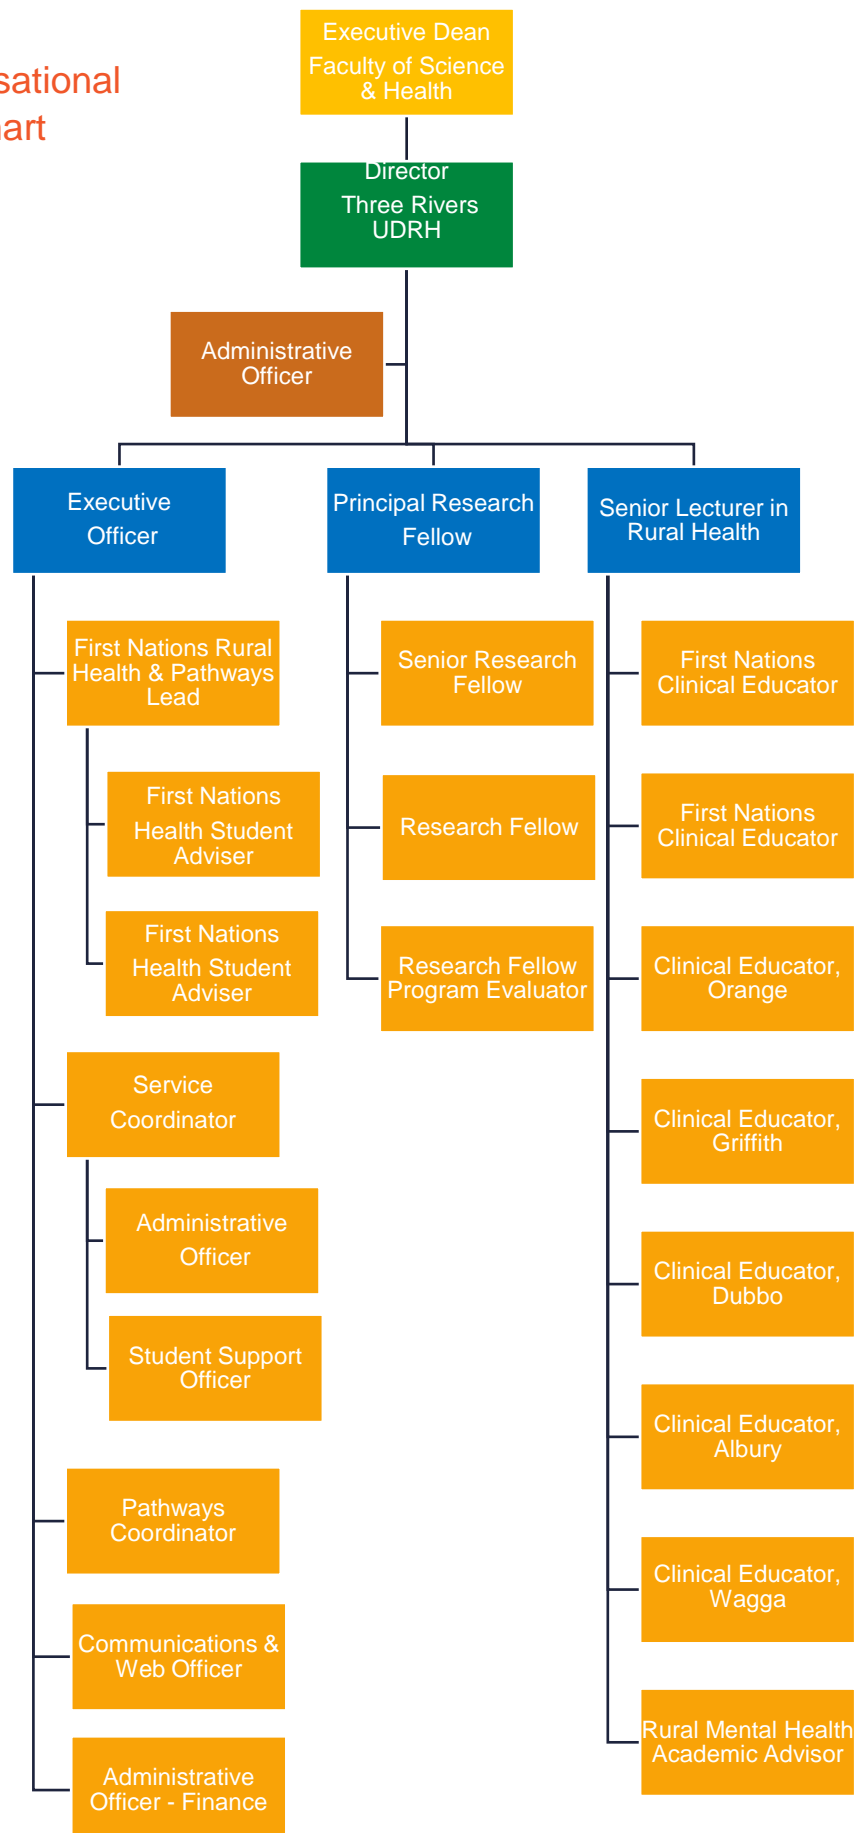 Executive Dean
Faculty of Science
& Health
sational
art
Director
Three Rivers
UDRH
Administrative
Officer
Executive
Officer
Principal Research
Fellow
Senior Lecturer in
Rural Health
First Nations Rural
Health & Pathways
Lead
First Nations
Health Student
Adviser
First Nations
Health Student
Adviser
Service
Coordinator
Administrative
Officer
Student Support
Officer
Pathways
Coordinator
Communications &
Web Officer
Administrative
Officer - Finance
Senior Research
Fellow
Research Fellow
Research Fellow
Program Evaluator
First Nations
Clinical Educator
First Nations
Clinical Educator
Clinical Educator,
Orange
Clinical Educator,
Griffith
Clinical Educator,
Dubbo
Clinical Educator,
Albury
Clinical Educator,
Wagga
Rural Mental Health
Academic Advisor